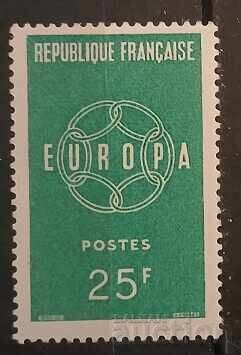 REPUBLIQUE FRANÇAISE
EUROPA
POSTES
25F